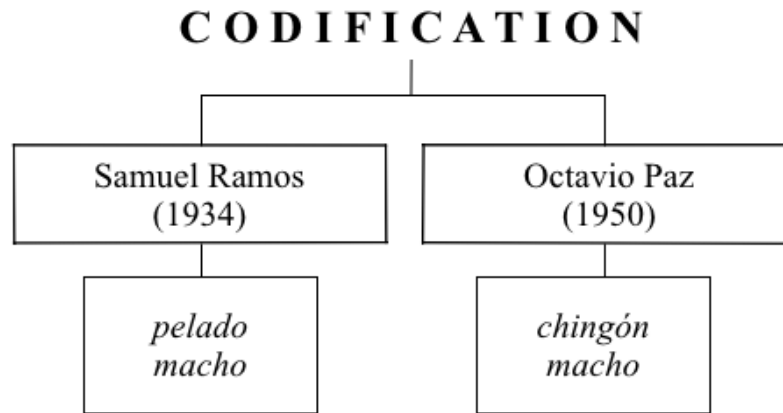 CODIFICATION
Samuel Ramos
(1934)
pelado
macho
Octavio Paz
(1950)
chingón
macho